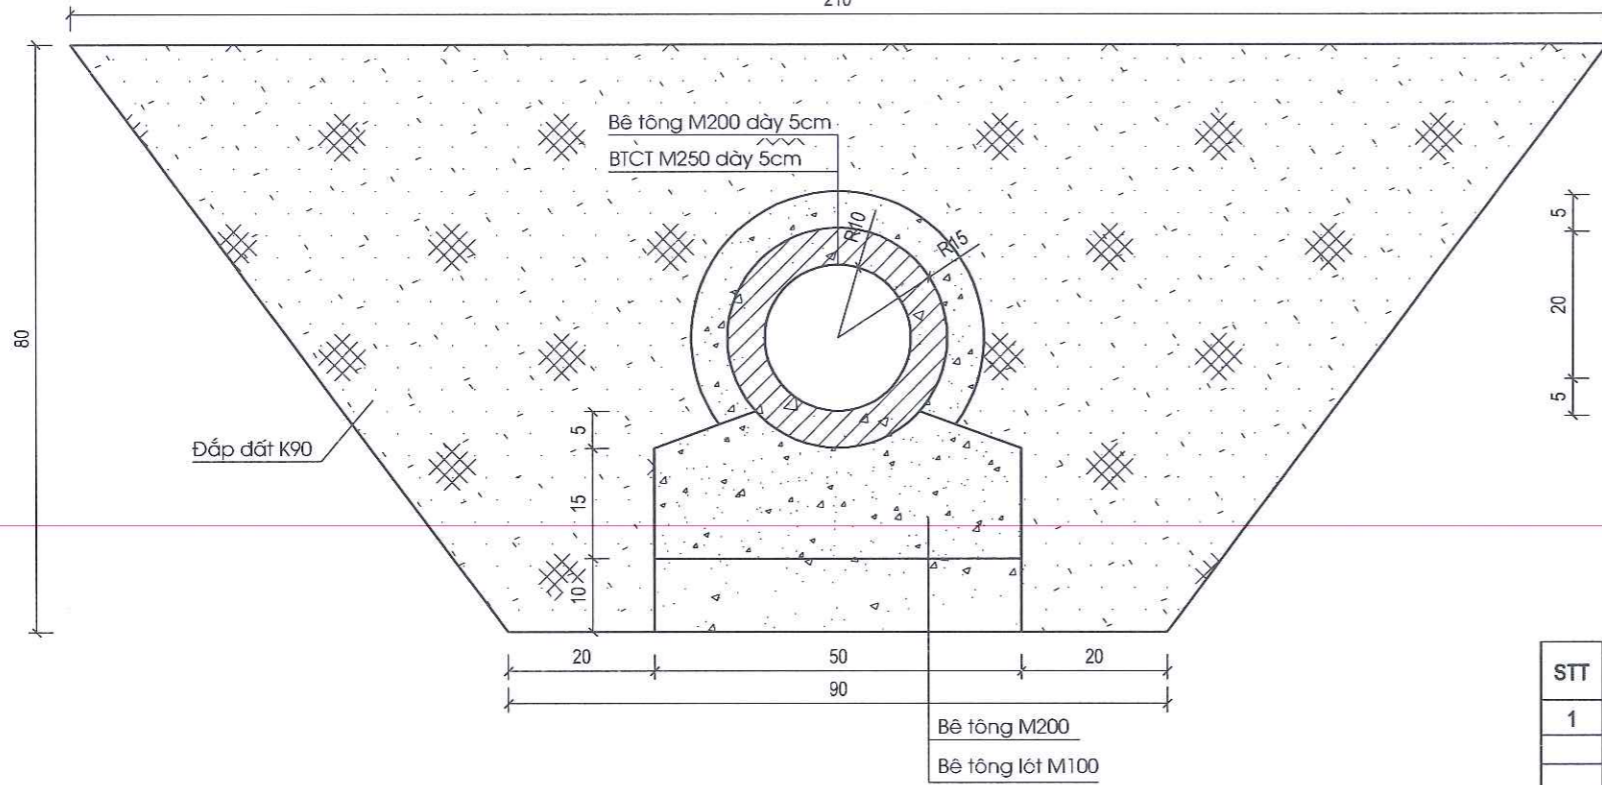 210
Bê tông M200 dày 5cm
BTCT M250 dày 5cm
R10
R15
5
20
5
80
Đắp đất K90
5
15
10
20
50
20
90
Bê tông M200
Bê tông lót M100
STT
1